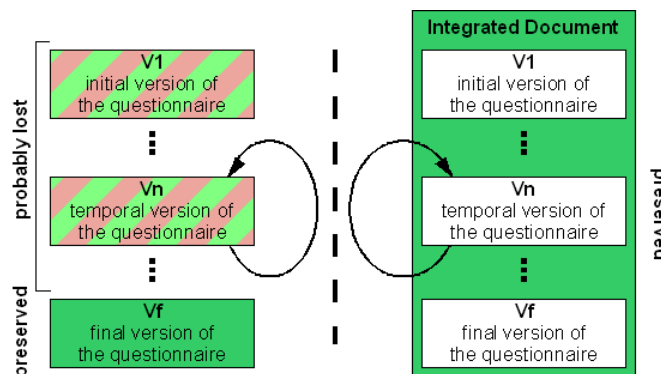 probably lost
preserved
V1
initial version of
the questionnaire
Vn
temporal version of
the questionnaire
Vf
final version of
the questionnaire
Integrated Document
V1
initial version of
the questionnaire
Vn
temporal version of
the questionnaire
Vf
final version of
the questionnaire
preserved